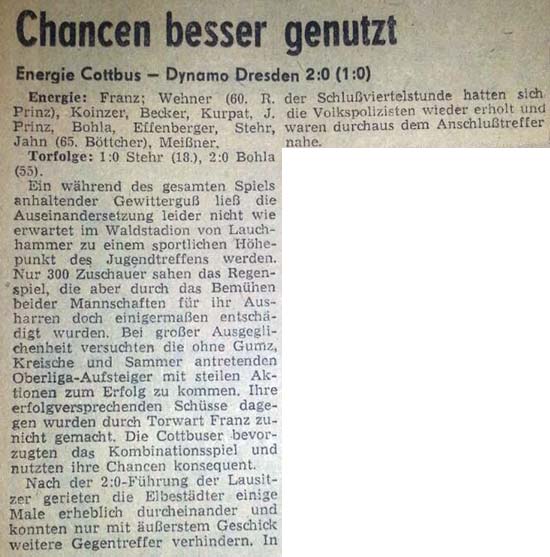 Chancen besser genutzt
Energie Cottbus — Dynamo Dresden 2:0 (1:0)
Energie: Franz; Wehner (60. R.
Prinz), Koinzer, Becker, Kurpat, J.
Prinz, Bohla, Effenberger, Stehr,
Jahn (65. Böttcher), Meißner.
Torfolge: 1:0 Stehr (18.), 2:0 Bohla
(55).
Ein während des gesamten Spiels
anhaltender Gewitterguß ließ die
Auseinandersetzung leider nicht wie
erwartet im Waldstadion von Lauch-
hammer zu einem sportlichen Höhe-
punkt des Jugendtreffens werden.
Nur 300 Zuschauer sahen das Regen-
spiel, die aber durch das Bemühen
beider Mannschaften für ihr Aus-
harren doch einigermaßen entschä-
digt wurden. Bei großer Ausgegli-
chenheit versuchten die ohne Gumz,
Kreische und Sammer antretenden
Oberliga-Aufsteiger mit steilen Ak-
tionen zum Erfolg zu kommen. Ihre
erfolgversprechenden Schüsse dage-
gen wurden durch Torwart Franz zu-
nicht gemacht. Die Cottbuser bevor-
zugten das Kombinationsspiel und
nutzten ihre Chancen konsequent.
Nach der 2:0-Führung der Lausit-
zer gerieten die Elbestädter einige
Male erheblich durcheinander und
konnten nur mit äußerstem Geschick
weitere Gegentreffer verhindern. In
der Schlußviertelstunde hatten sich
die Volkspolizisten wieder erholt und
waren durchaus dem Anschlußtreffer
nahe.